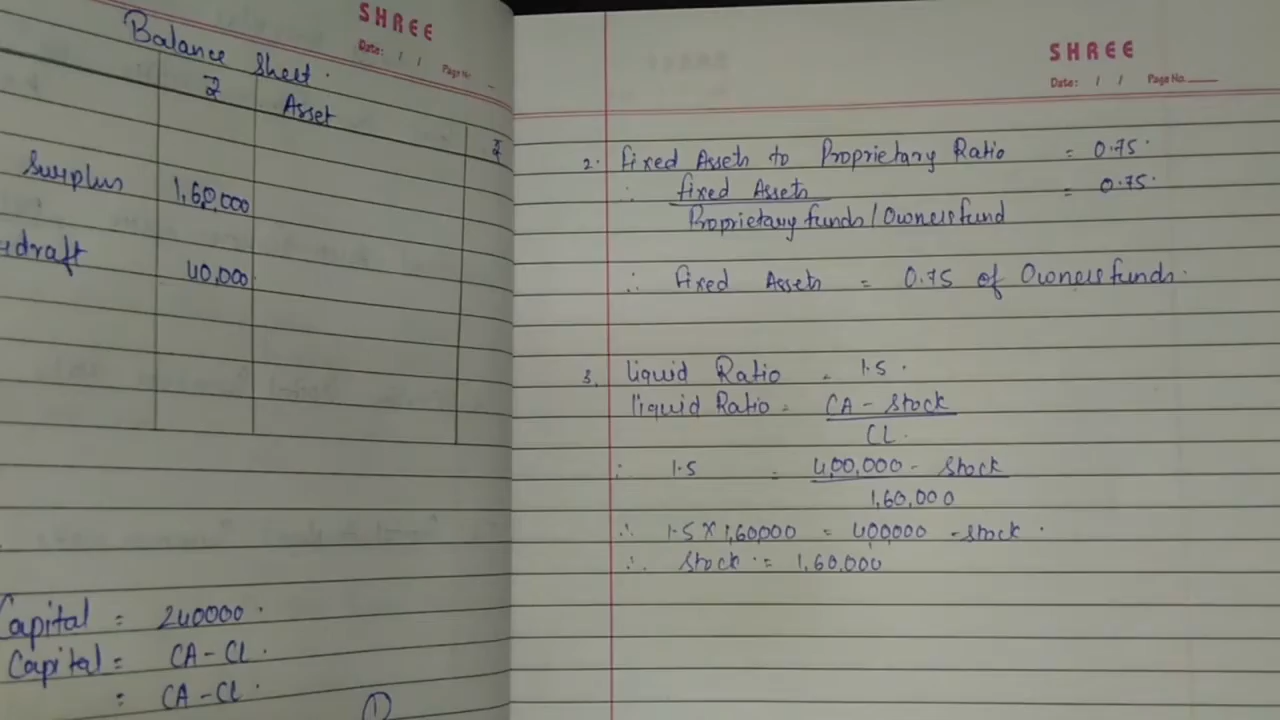 SHREE
Date: / / Page No.
Balance Sheet.
₹ Asset ₹
Surplus 1,60,000
draft 40,000
Capital = 240000.
Capital = CA - CL.
= CA - CL.
①
SHREE
Date: / / Page No.
2. fixed Assets to Proprietary Ratio = 0.75.
∴ fixed Assets = 0.75.
Proprietary funds / Owners fund
∴ fixed Assets = 0.75 of Owners funds.
3. liquid Ratio = 1.5.
liquid Ratio = CA - Stock
CL.
∴ 1.5 = 4,00,000 - Stock
1,60,000
∴ 1.5 × 1,60,000 = 400000 - Stock.
∴ Stock = 1,60,000